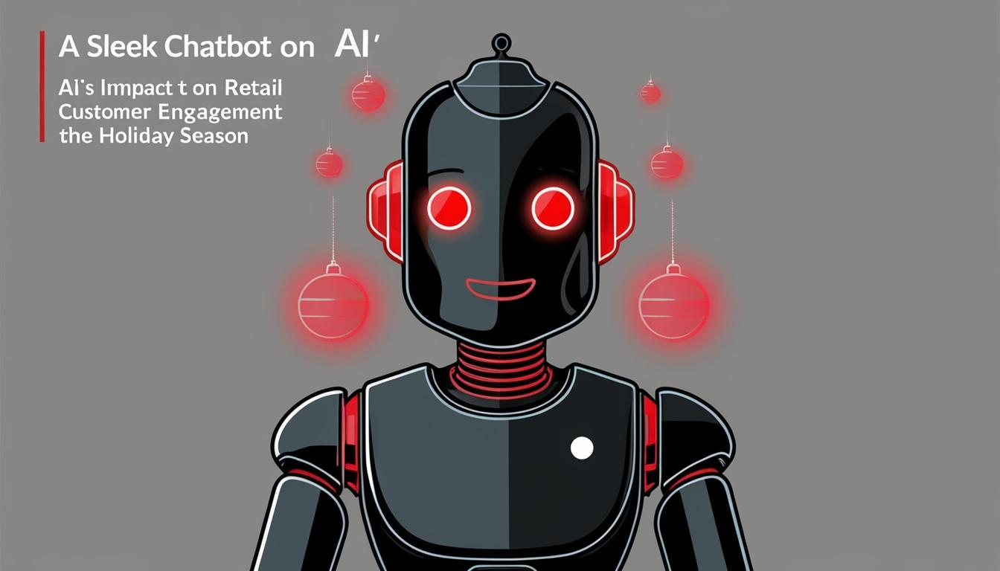 A Sleek Chatbot on AI'
AI's Impact t on Retail
Customer Engagement
the Holiday Season